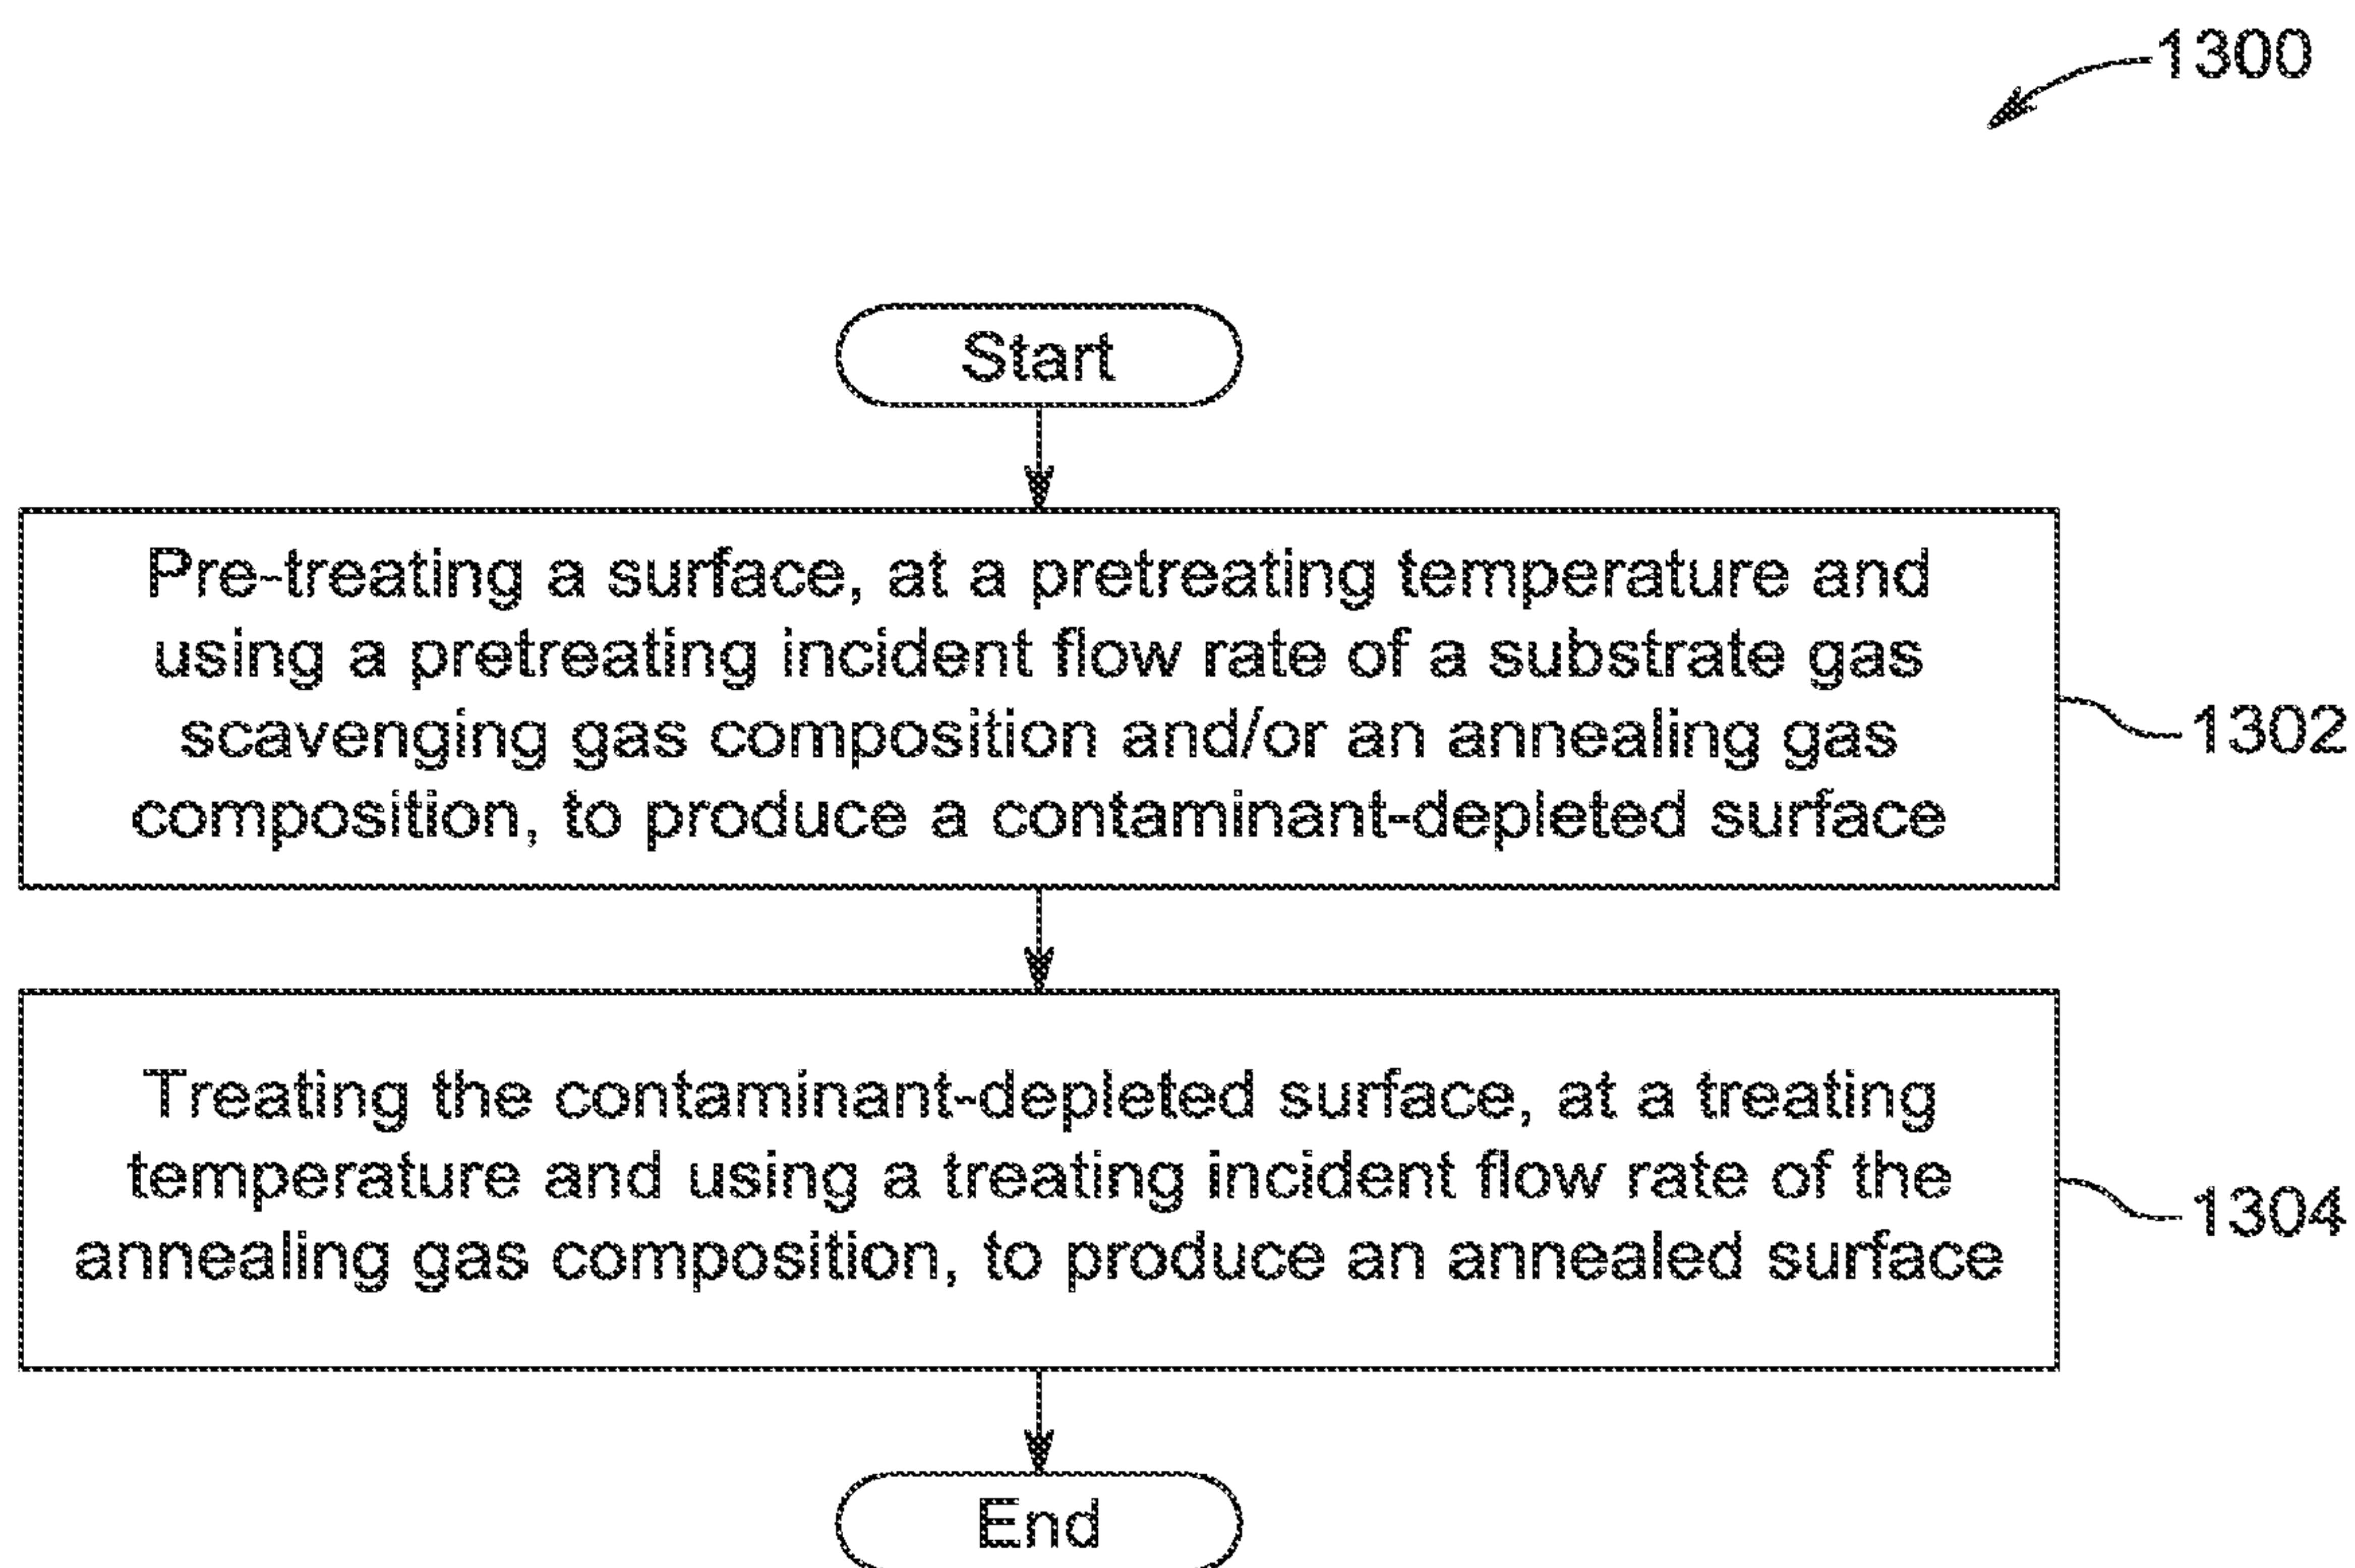 1300
Start
Pre-treating a surface, at a pretreating temperature and
using a pretreating incident flow rate of a substrate gas
scavenging gas composition and/or an annealing gas
composition, to produce a contaminant-depleted surface
1302
Treating the contaminant-depleted surface, at a treating
temperature and using a treating incident flow rate of the
annealing gas composition, to produce an annealed surface
1304
End